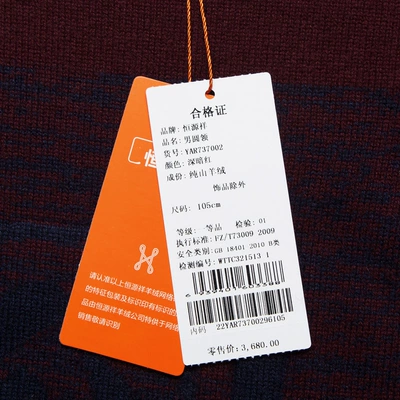 合格证
品牌: 恒源祥
品名: 男圆领
货号: YAR737002
颜色: 深暗红
成份: 纯山羊绒
饰品除外
尺码: 105cm
等级: 等品 检验: 01
执行标准: FZ/T73009 2009
安全类别: GB 18401 2010 B类
检测编号: WTTC321513 1
内码 22YAR73700296105
零售价: 3,680.00
恒
请认准以上恒源祥羊绒网络
的特征包装及标识印有标识的
品由恒源祥羊绒公司特供于网络
销售敬请识别